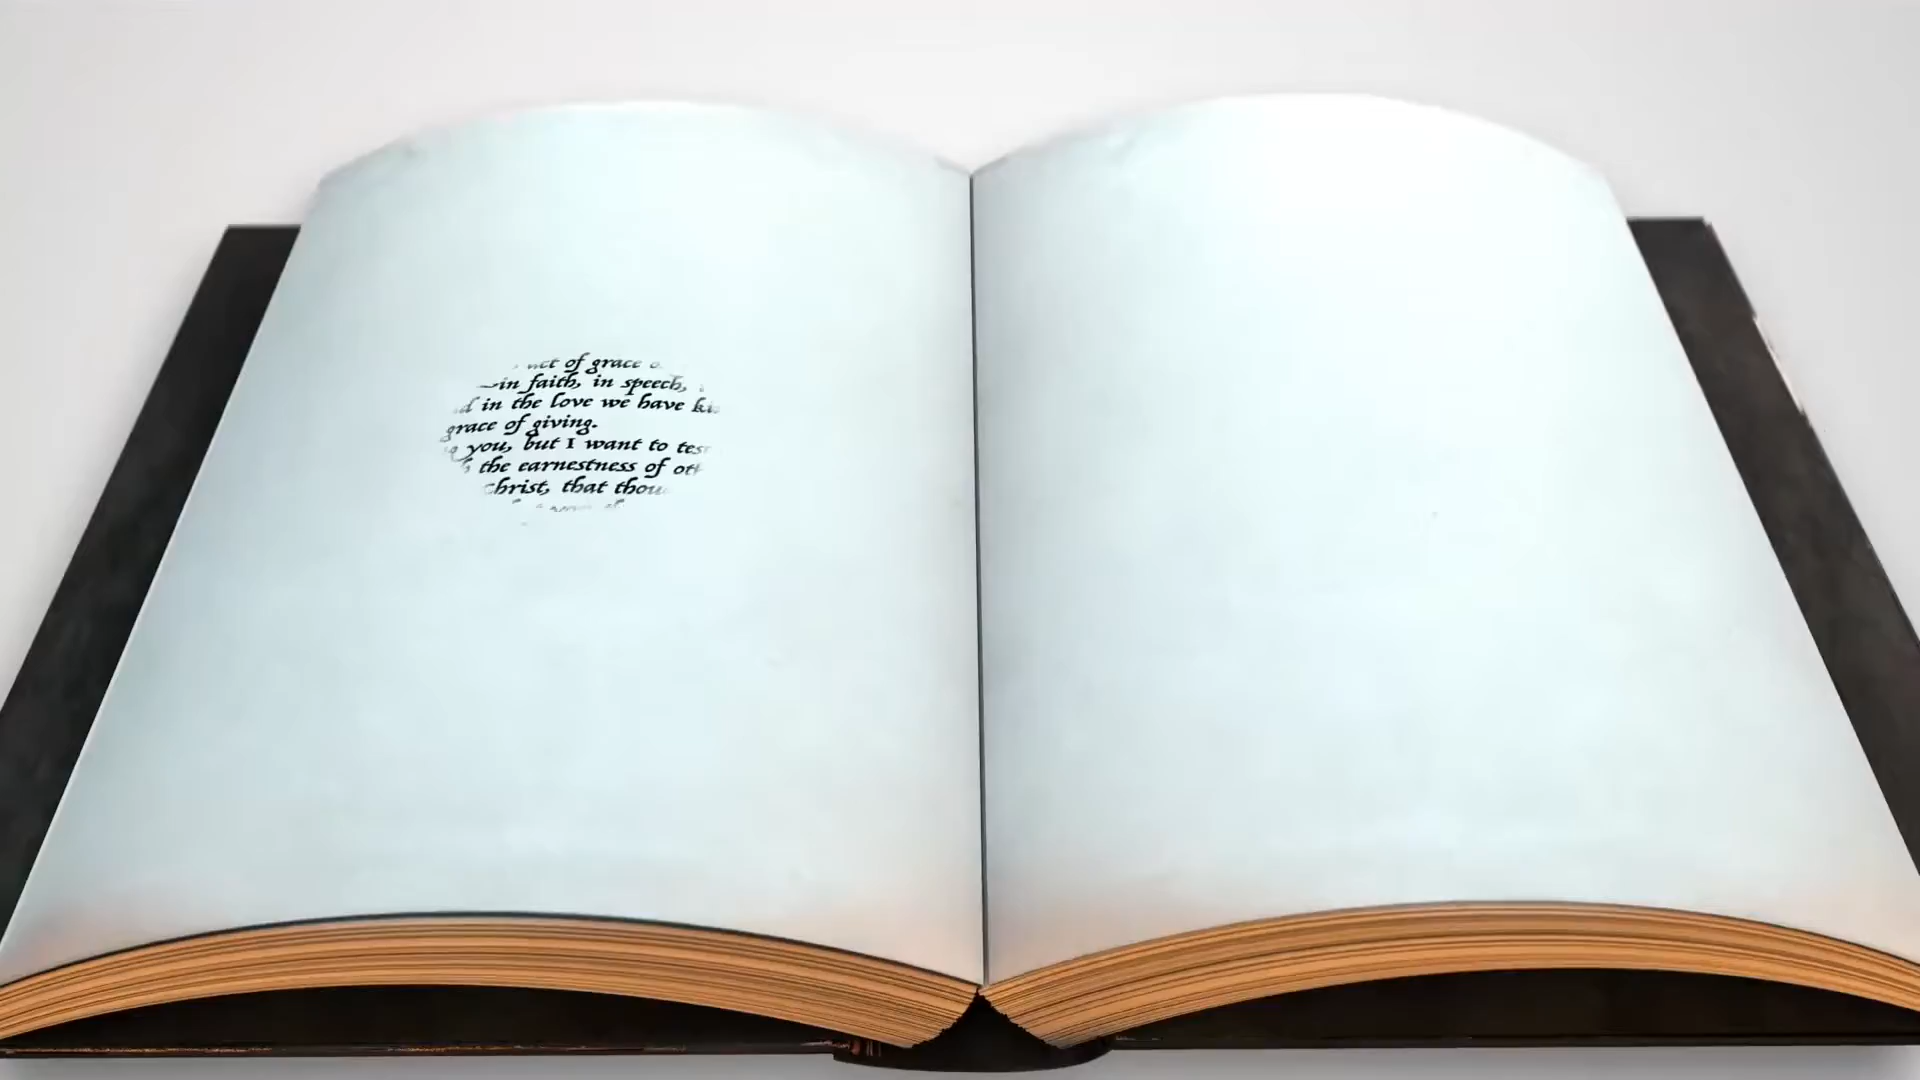 act of grace
in faith, in speech,
in the love we have
grace of giving.
you, but I want to
the earnestness of
Christ, that